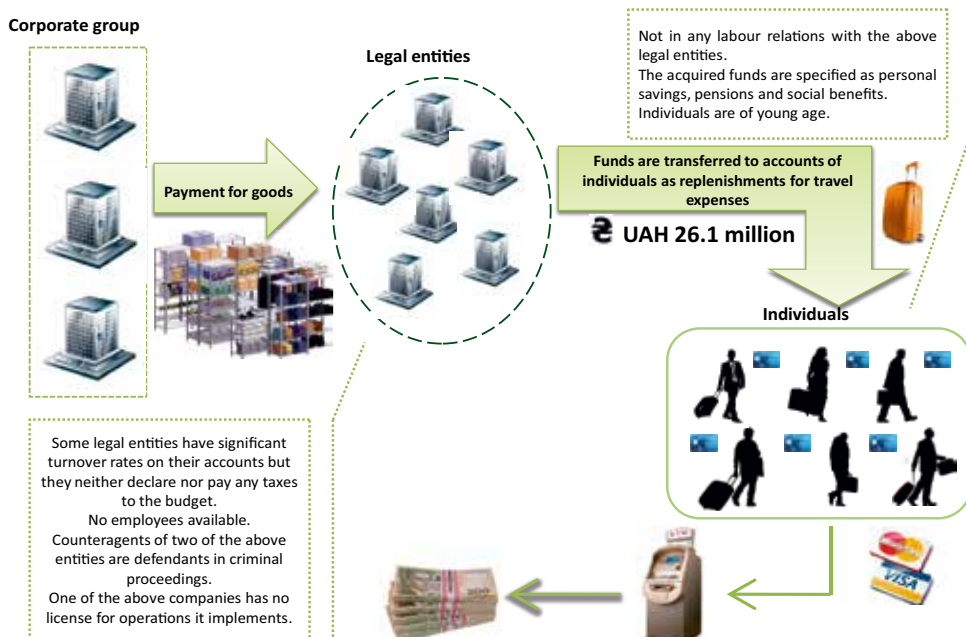 Corporate group
Legal entities
Not in any labour relations with the above
legal entities.
The acquired funds are specified as personal
savings, pensions and social benefits.
Individuals are of young age.
Payment for goods
Funds are transferred to accounts of
individuals as replenishments for travel
expenses
₴ UAH 26.1 million
Individuals
Some legal entities have significant
turnover rates on their accounts but
they neither declare nor pay any taxes
to the budget.
No employees available.
Counteragents of two of the above
entities are defendants in criminal
proceedings.
One of the above companies has no
license for operations it implements.
MasterCard
VISA